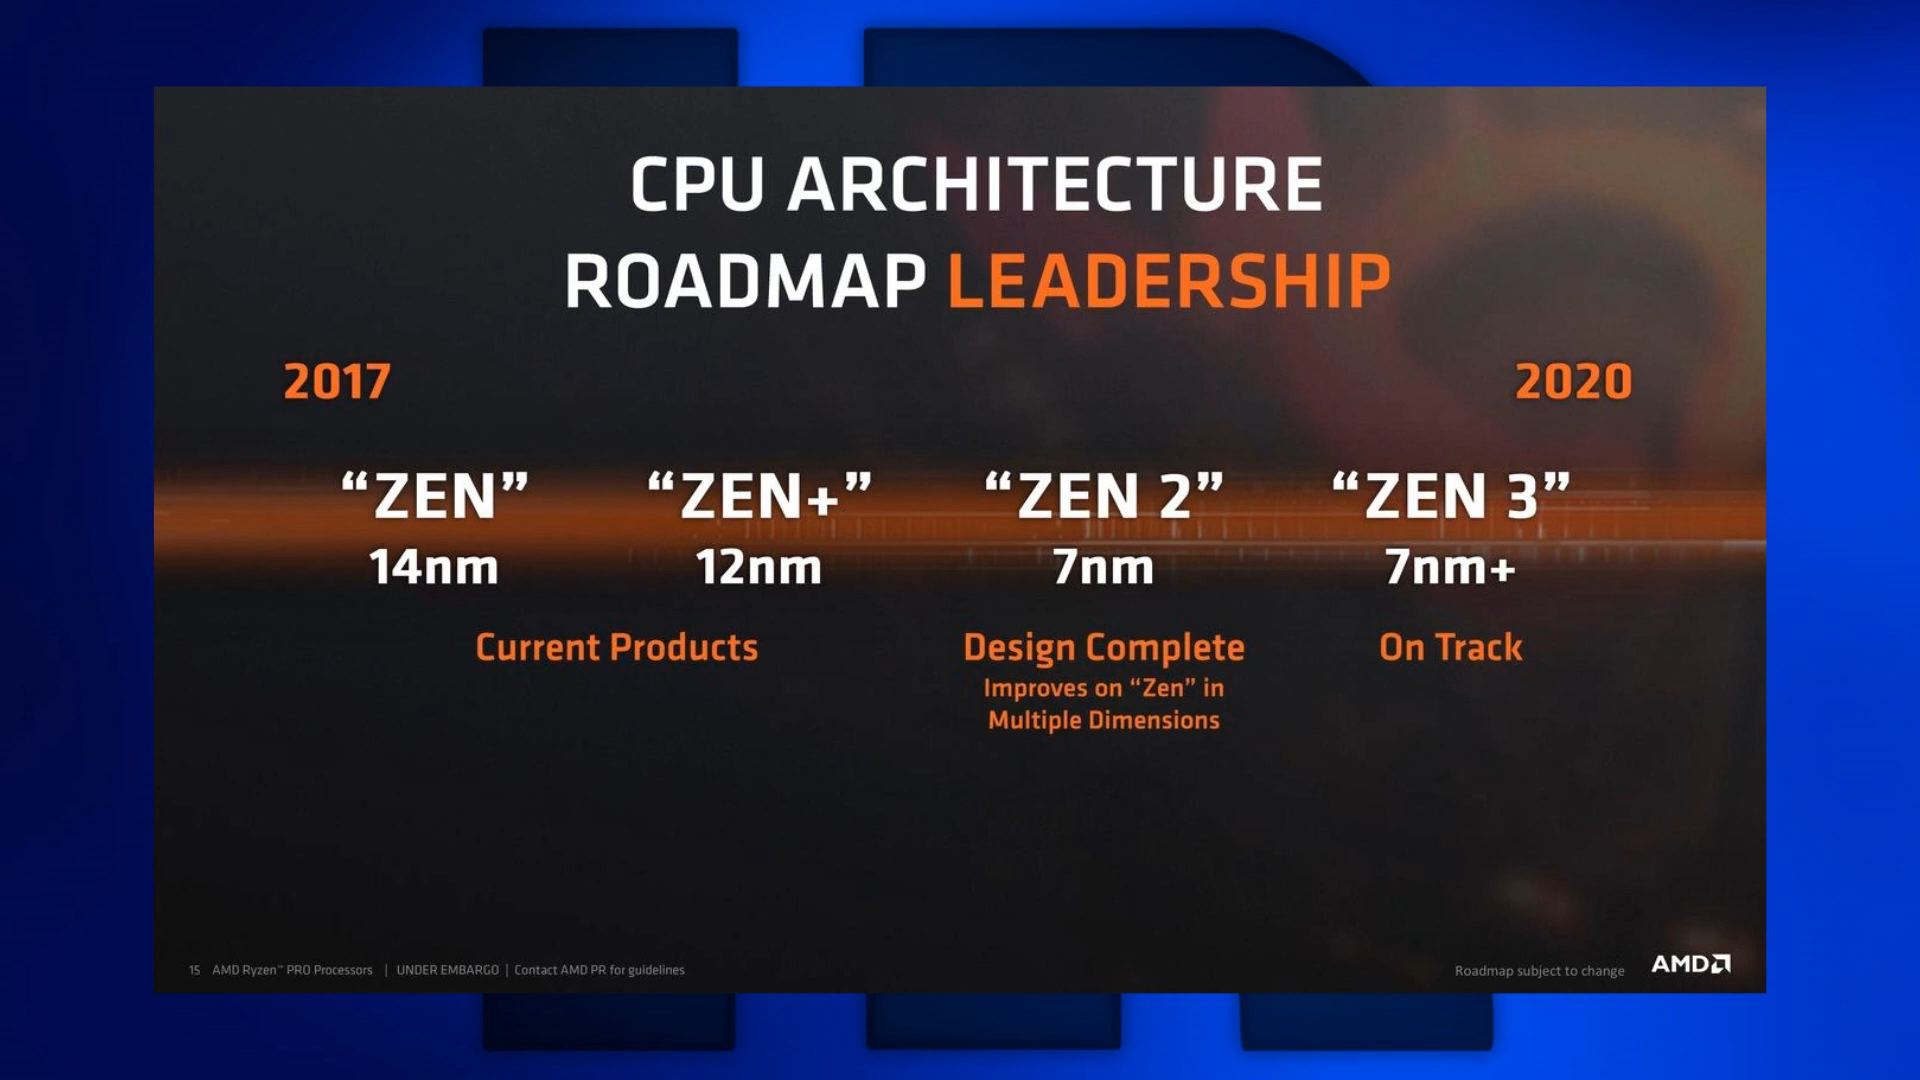 CPU ARCHITECTURE
ROADMAP LEADERSHIP
2017 2020
“ZEN” “ZEN+” “ZEN 2” “ZEN 3”
14nm 12nm 7nm 7nm+
Current Products Design Complete On Track
Improves on “Zen” in
Multiple Dimensions
15 AMD Ryzen™ PRO Processors | UNDER EMBARGO | Contact AMD PR for guidelines Roadmap subject to change AMD